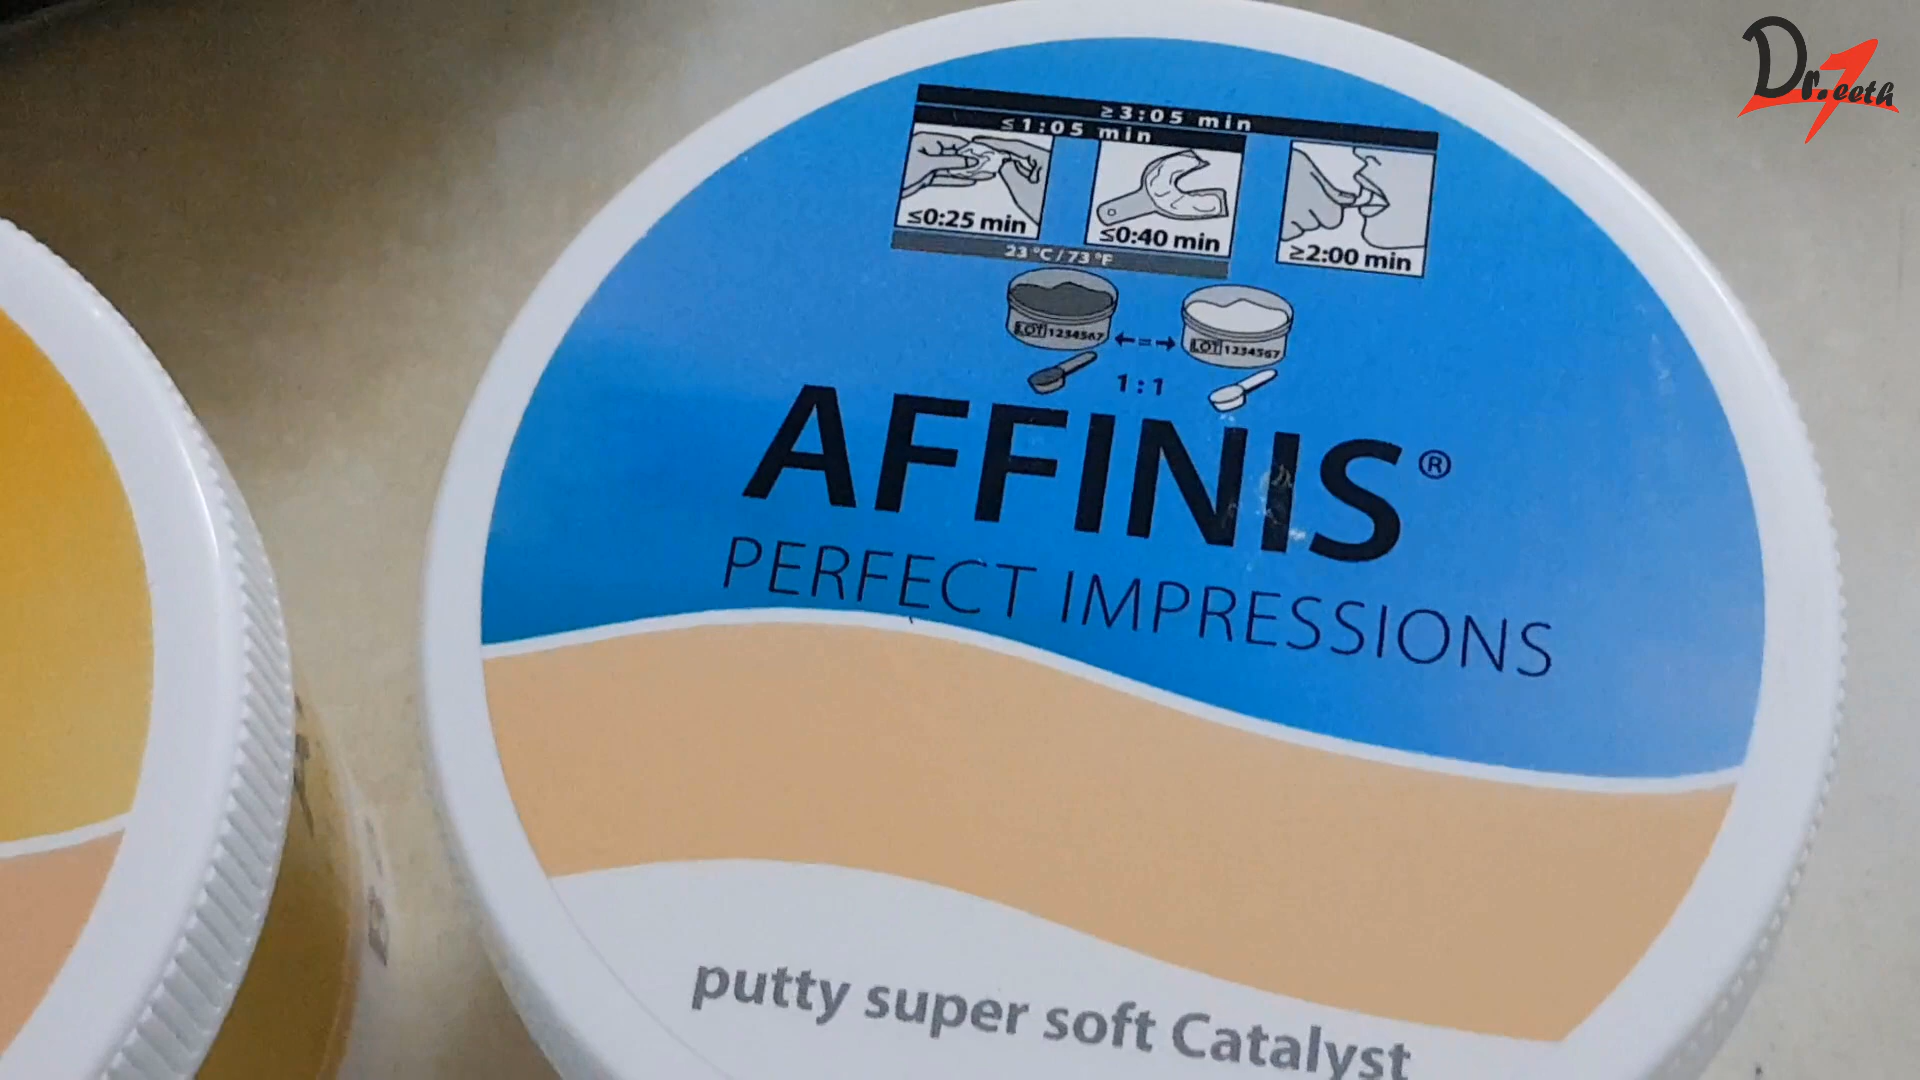 Dr.Teeth
≥3:05 min
≤1:05 min
≤0:25 min
≤0:40 min
≥2:00 min
23 °C / 73 °F
LOT 1234567
LOT 1234567
←=→
1:1
AFFINIS®
PERFECT IMPRESSIONS
putty super soft Catalyst